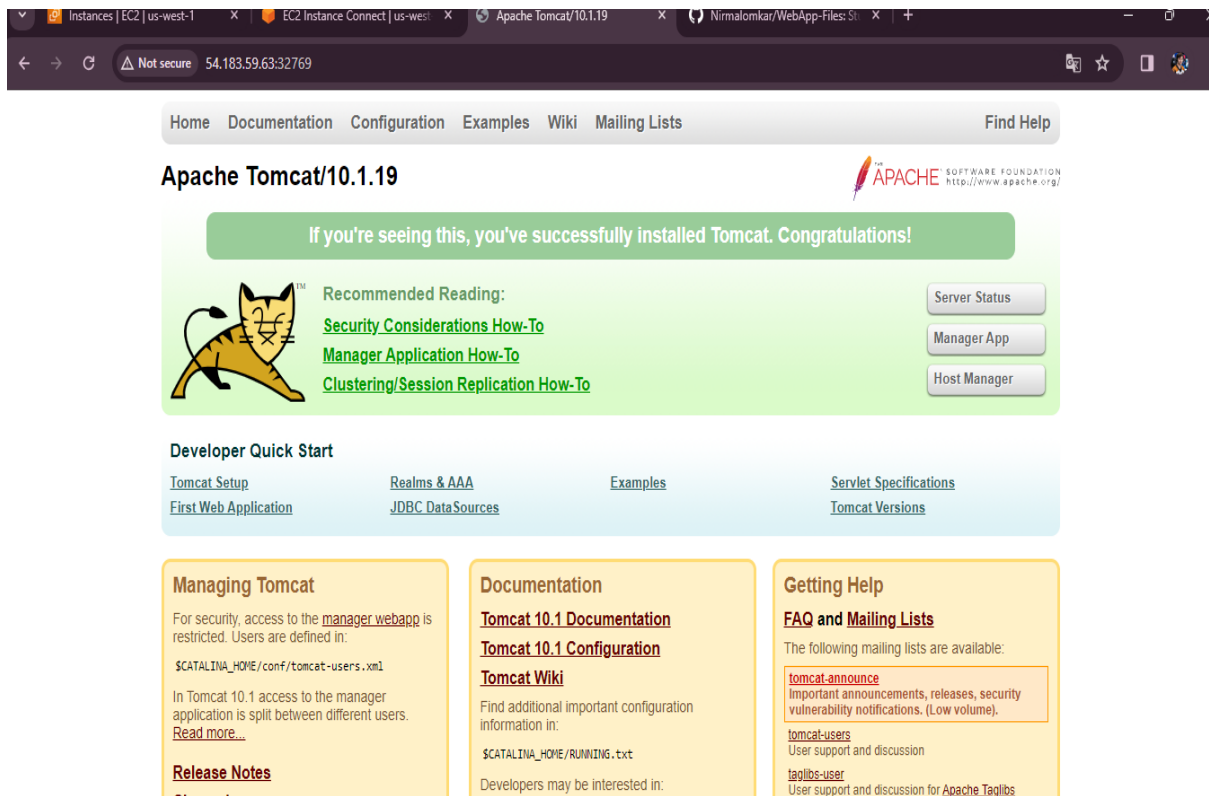 Instances | EC2 | us-west-1
EC2 Instance Connect | us-west
Apache Tomcat/10.1.19
Nirmalomkar/WebApp-Files: St
Not secure 54.183.59.63:32769
Home Documentation Configuration Examples Wiki Mailing Lists Find Help
Apache Tomcat/10.1.19
THE
APACHE SOFTWARE FOUNDATION
http://www.apache.org/
If you're seeing this, you've successfully installed Tomcat. Congratulations!
TM
Recommended Reading:
Security Considerations How-To
Manager Application How-To
Clustering/Session Replication How-To
Server Status
Manager App
Host Manager
Developer Quick Start
Tomcat Setup
First Web Application
Realms & AAA
JDBC DataSources
Examples
Servlet Specifications
Tomcat Versions
Managing Tomcat
For security, access to the manager webapp is
restricted. Users are defined in:
$CATALINA_HOME/conf/tomcat-users.xml
In Tomcat 10.1 access to the manager
application is split between different users.
Read more...
Release Notes
Documentation
Tomcat 10.1 Documentation
Tomcat 10.1 Configuration
Tomcat Wiki
Find additional important configuration
information in:
$CATALINA_HOME/RUNNING.txt
Developers may be interested in:
Getting Help
FAQ and Mailing Lists
The following mailing lists are available:
tomcat-announce
Important announcements, releases, security
vulnerability notifications. (Low volume).
tomcat-users
User support and discussion
taglibs-user
User support and discussion for Apache Taglibs